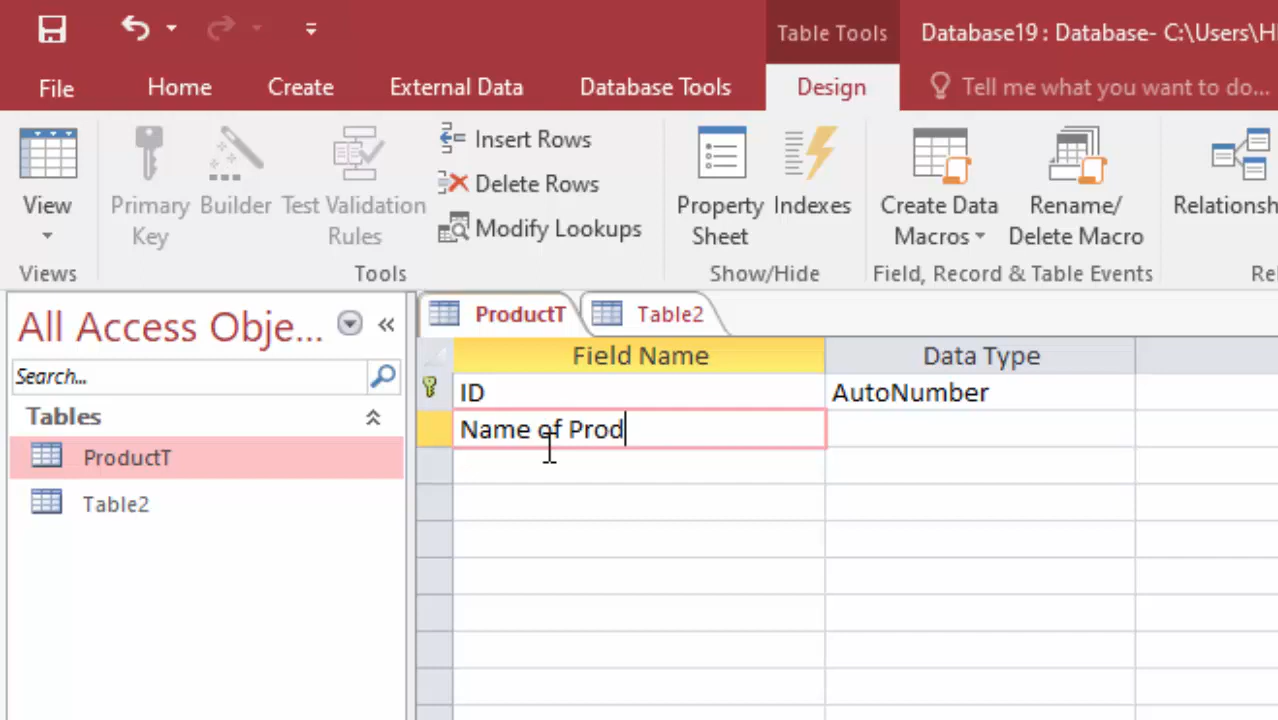 Table Tools
Database19 : Database- C:\Users\H
File Home Create External Data Database Tools Design Tell me what you want to do...
View
Primary Key
Builder
Test Validation Rules
Insert Rows
Delete Rows
Modify Lookups
Property Sheet
Indexes
Create Data Macros
Rename/ Delete Macro
Relationsh
Views Tools Show/Hide Field, Record & Table Events Rel
All Access Obje...
Search...
Tables
ProductT
Table2
ProductT Table2
Field Name Data Type
ID AutoNumber
Name of Prod